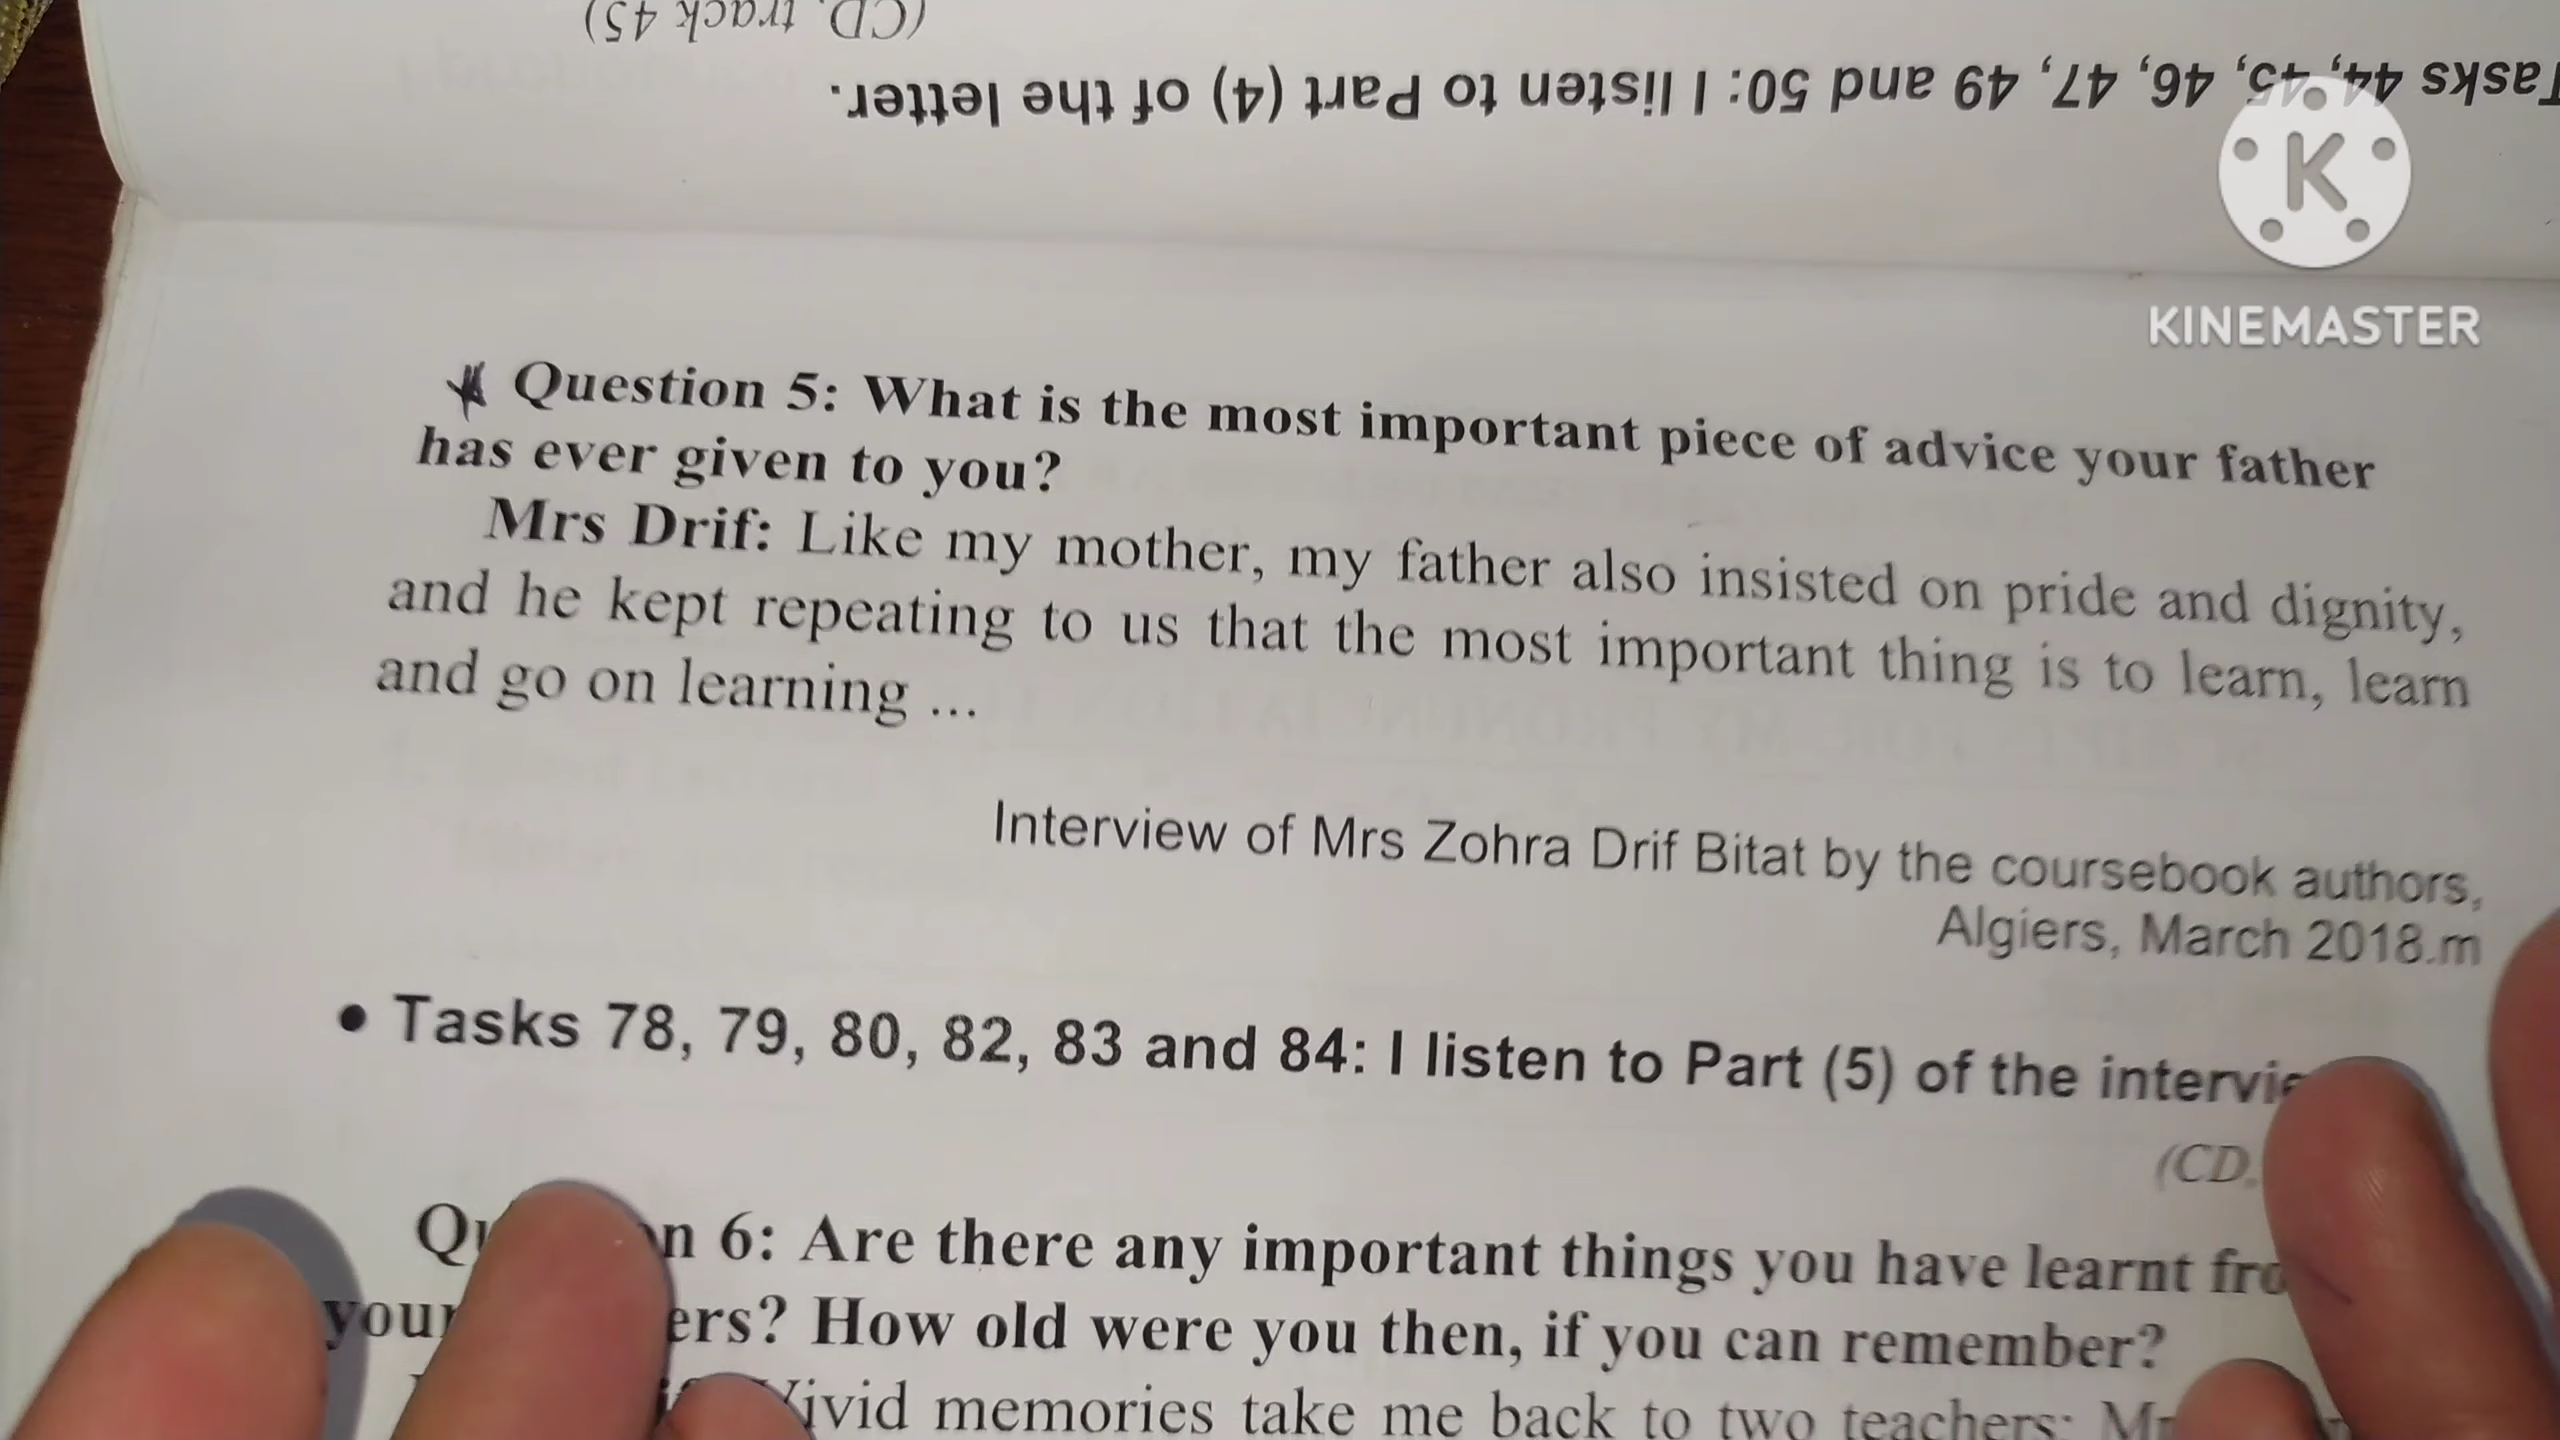 (CD. track 45)
Tasks 44, 45, 46, 47, 49 and 50: I listen to Part (4) of the letter.
K
KINEMASTER
Question 5: What is the most important piece of advice your father
has ever given to you?
Mrs Drif: Like my mother, my father also insisted on pride and dignity,
and he kept repeating to us that the most important thing is to learn, learn
and go on learning ...
Interview of Mrs Zohra Drif Bitat by the coursebook authors,
Algiers, March 2018.m
• Tasks 78, 79, 80, 82, 83 and 84: I listen to Part (5) of the
(CD.
6: Are there any important things you have learnt
How old were you then, if you can remember?
Vivid memories take me back to two teachers: